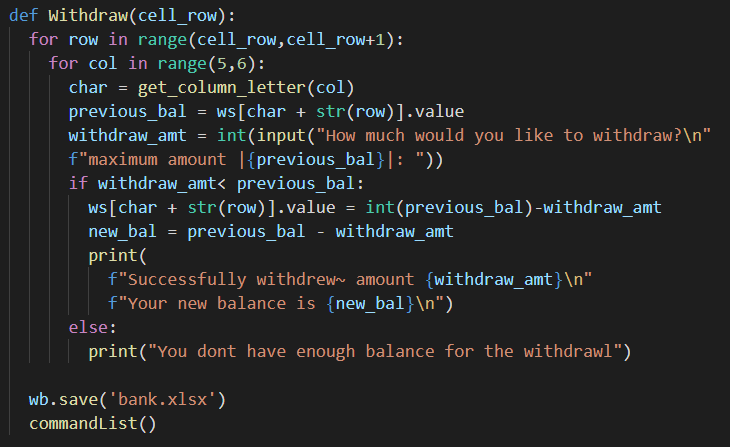 def Withdraw(cell_row):
  for row in range(cell_row,cell_row+1):
    for col in range(5,6):
      char = get_column_letter(col)
      previous_bal = ws[char + str(row)].value
      withdraw_amt = int(input("How much would you like to withdraw?\n"
      f"maximum amount |{previous_bal}|: "))
      if withdraw_amt< previous_bal:
        ws[char + str(row)].value = int(previous_bal)-withdraw_amt
        new_bal = previous_bal - withdraw_amt
        print(
          f"Successfully withdrew~ amount {withdraw_amt}\n"
          f"Your new balance is {new_bal}\n")
      else:
        print("You dont have enough balance for the withdrawl")

  wb.save('bank.xlsx')
  commandList()